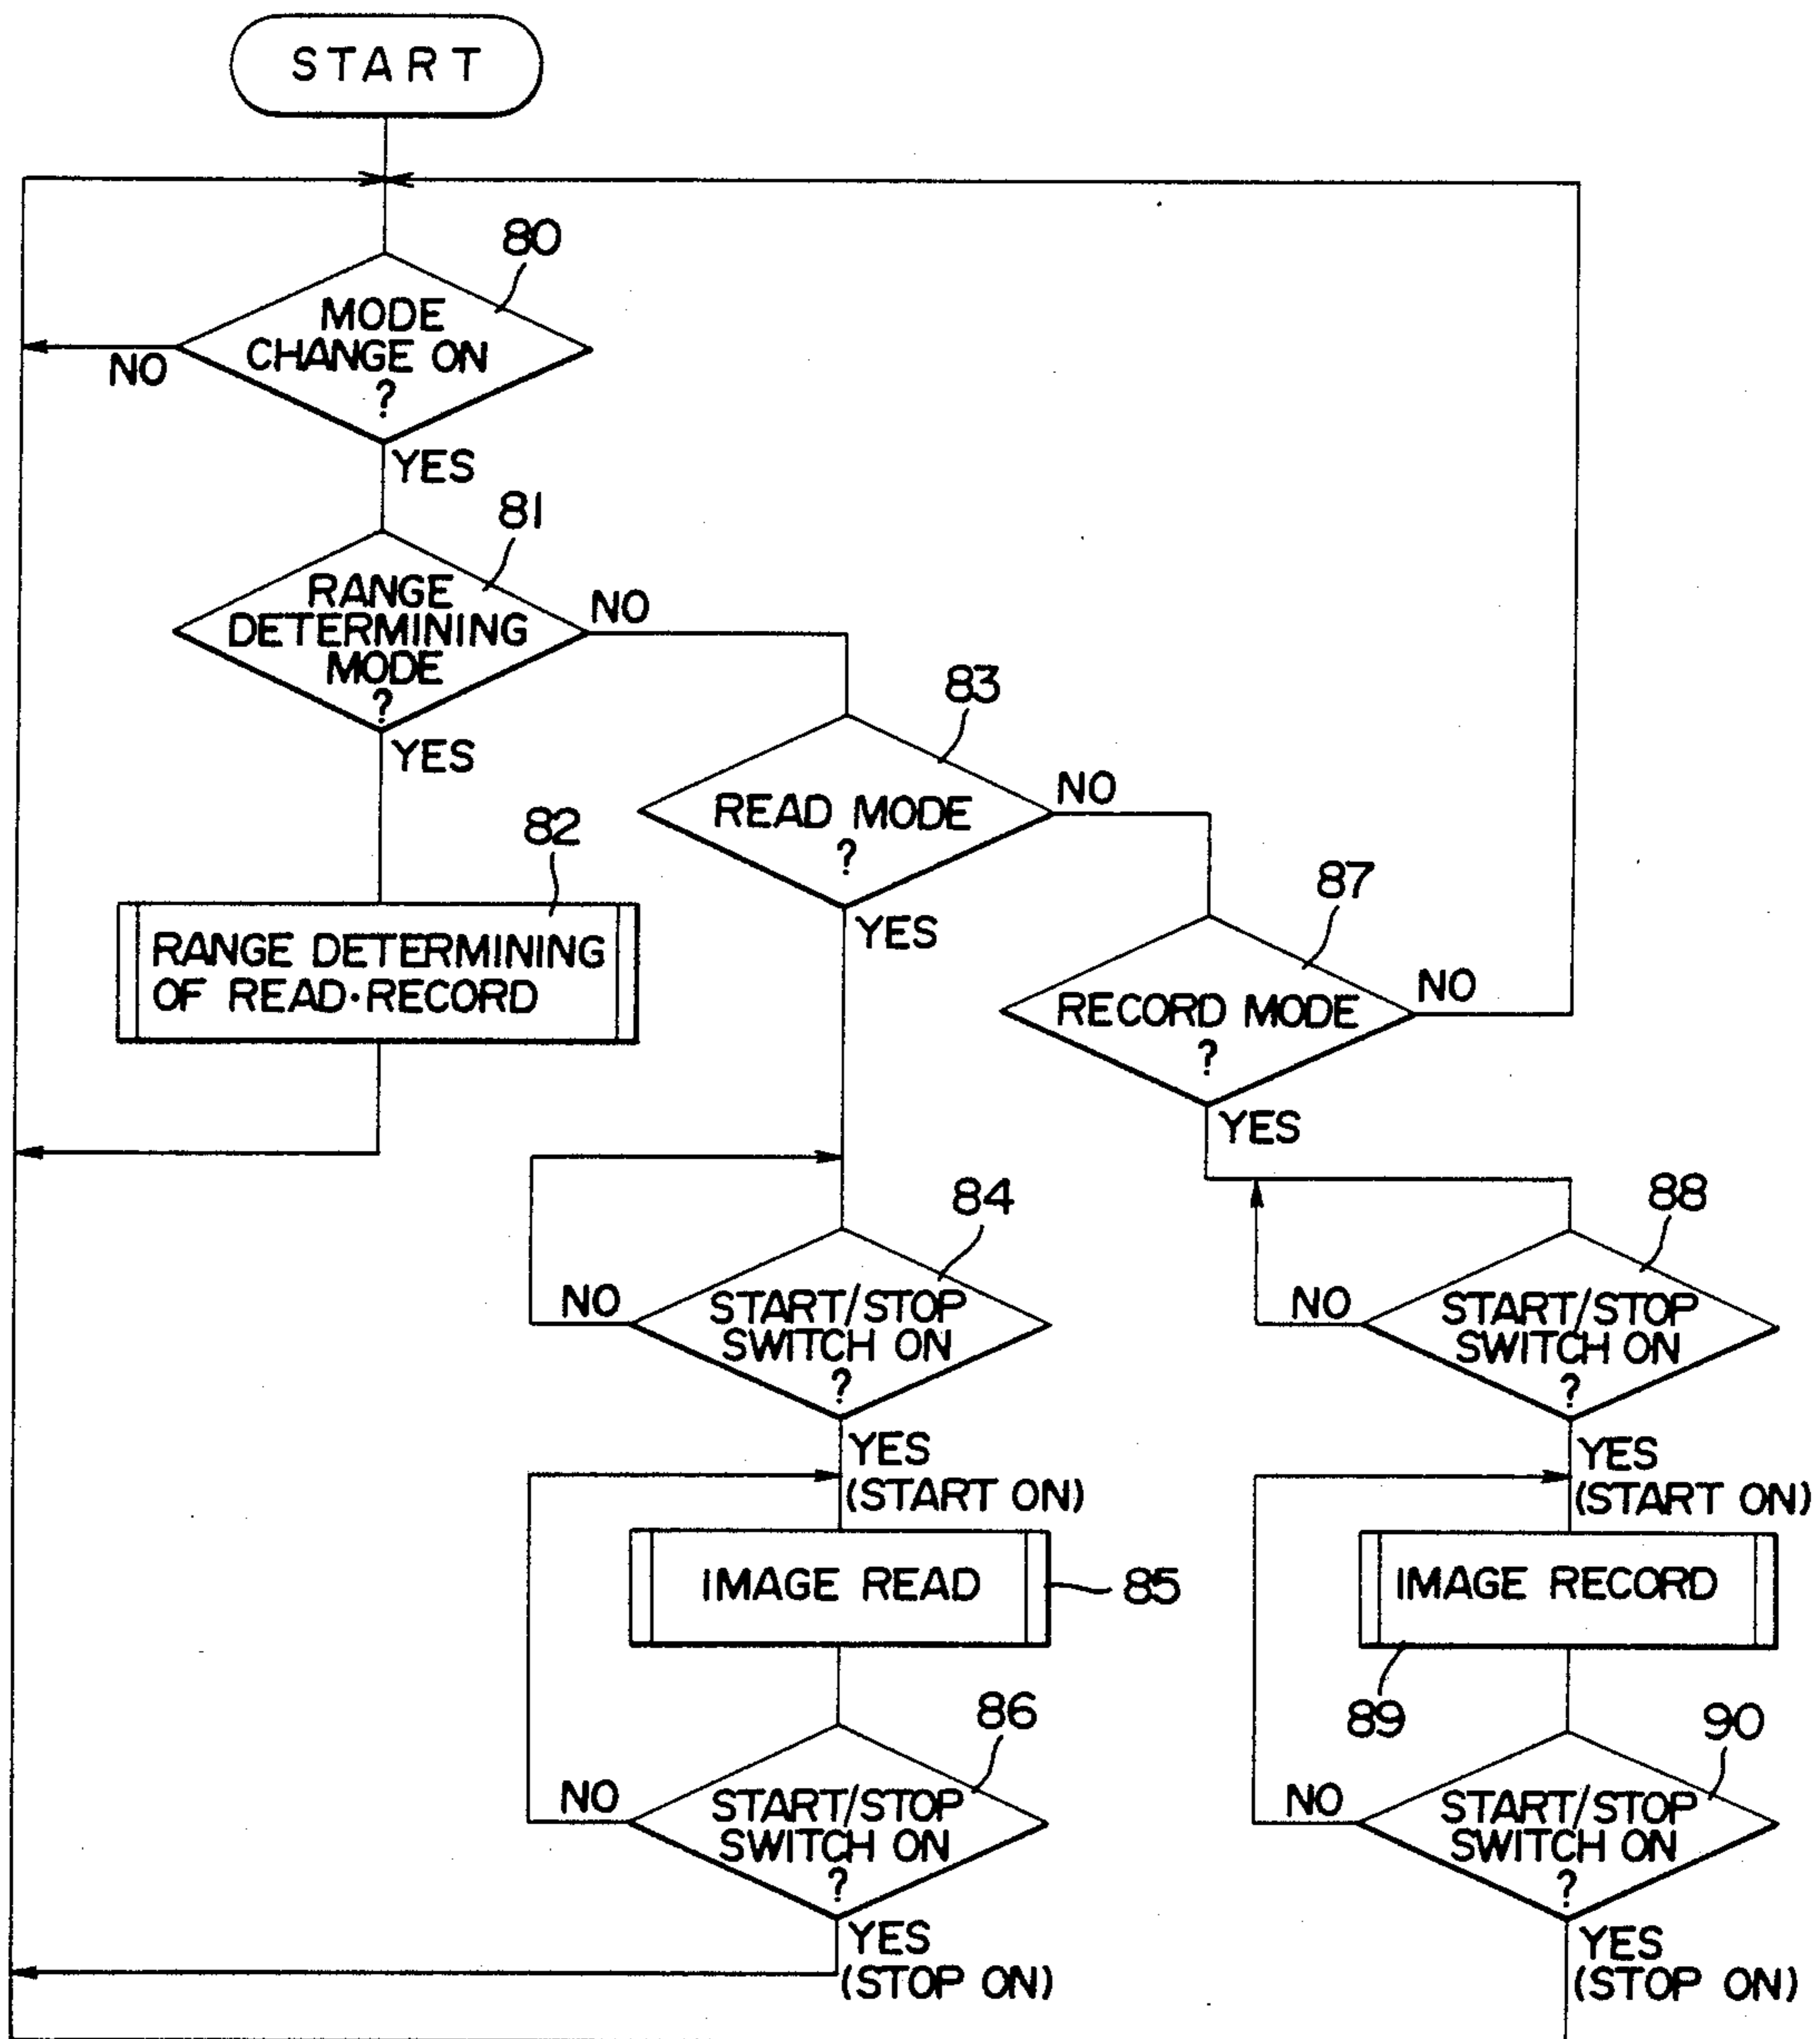 START
80
MODE
CHANGE ON
?
NO
YES
81
RANGE
DETERMINING
MODE
?
NO
YES
82
RANGE DETERMINING
OF READ·RECORD
83
READ MODE
?
NO
YES
87
RECORD MODE
?
NO
YES
84
START/STOP
SWITCH ON
?
NO
YES
(START ON)
IMAGE READ
85
86
START/STOP
SWITCH ON
?
NO
YES
(STOP ON)
88
START/STOP
SWITCH ON
?
NO
YES
(START ON)
IMAGE RECORD
89
90
START/STOP
SWITCH ON
?
NO
YES
(STOP ON)